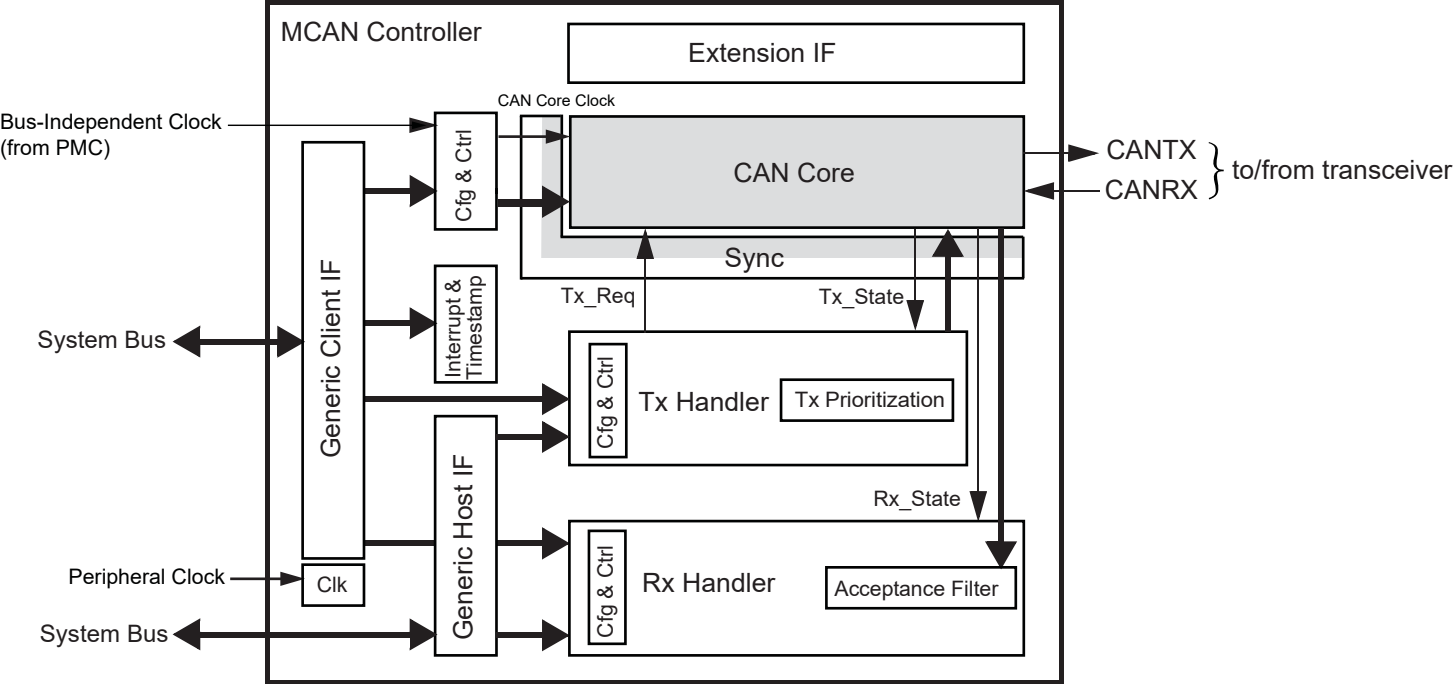 MCAN Controller
Extension IF
CAN Core Clock
Bus-Independent Clock
(from PMC)
Cfg & Ctrl
CAN Core
CANTX
CANRX
to/from transceiver
Sync
Generic Client IF
Interrupt &
Timestamp
Tx_Req
Tx_State
System Bus
Cfg & Ctrl
Tx Handler
Tx Prioritization
Generic Host IF
Rx_State
Peripheral Clock
Clk
Cfg & Ctrl
Rx Handler
Acceptance Filter
System Bus